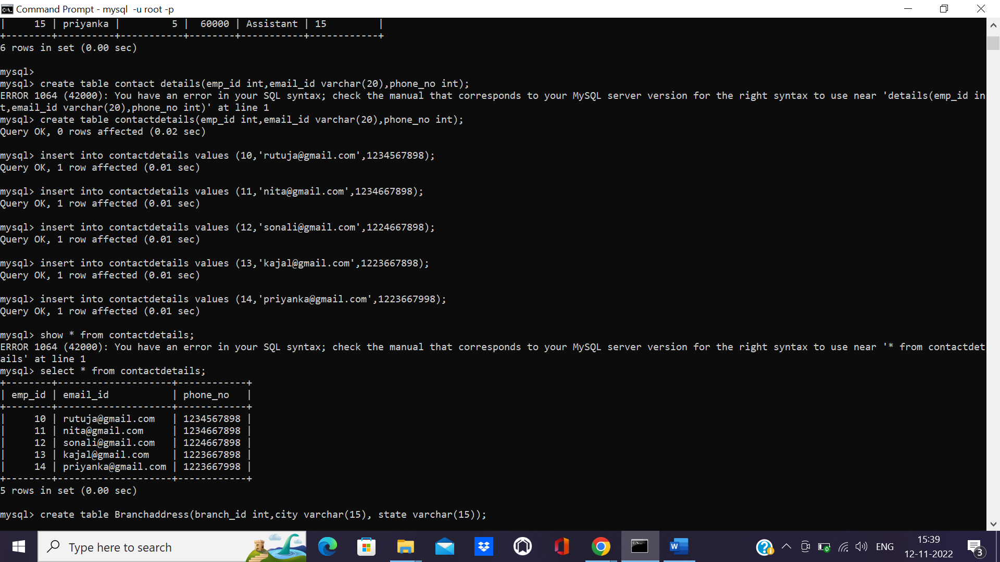 Command Prompt - mysql  -u root -p
|     15 | priyanka |         5 |  60000 | Assistant | 15         |
+--------+----------+-----------+--------+-----------+------------+
6 rows in set (0.00 sec)
mysql>
mysql> create table contact details(emp_id int,email_id varchar(20),phone_no int);
ERROR 1064 (42000): You have an error in your SQL syntax; check the manual that corresponds to your MySQL server version for the right syntax to use near 'details(emp_id in
t,email_id varchar(20),phone_no int)' at line 1
mysql> create table contactdetails(emp_id int,email_id varchar(20),phone_no int);
Query OK, 0 rows affected (0.02 sec)
mysql> insert into contactdetails values (10,'rutuja@gmail.com',1234567898);
Query OK, 1 row affected (0.01 sec)
mysql> insert into contactdetails values (11,'nita@gmail.com',1234667898);
Query OK, 1 row affected (0.01 sec)
mysql> insert into contactdetails values (12,'sonali@gmail.com',1224667898);
Query OK, 1 row affected (0.01 sec)
mysql> insert into contactdetails values (13,'kajal@gmail.com',1223667898);
Query OK, 1 row affected (0.01 sec)
mysql> insert into contactdetails values (14,'priyanka@gmail.com',1223667998);
Query OK, 1 row affected (0.01 sec)
mysql> show * from contactdetails;
ERROR 1064 (42000): You have an error in your SQL syntax; check the manual that corresponds to your MySQL server version for the right syntax to use near '* from contactdet
ails' at line 1
mysql> select * from contactdetails;
+--------+--------------------+------------+
| emp_id | email_id           | phone_no   |
+--------+--------------------+------------+
|     10 | rutuja@gmail.com   | 1234567898 |
|     11 | nita@gmail.com     | 1234667898 |
|     12 | sonali@gmail.com   | 1224667898 |
|     13 | kajal@gmail.com    | 1223667898 |
|     14 | priyanka@gmail.com | 1223667998 |
+--------+--------------------+------------+
5 rows in set (0.00 sec)
mysql> create table Branchaddress(branch_id int,city varchar(15), state varchar(15));
Type here to search
ENG
15:39
12-11-2022
3